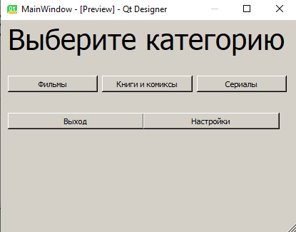 MainWindow - [Preview] - Qt Designer
Выберите категорию
Фильмы Книги и комиксы Сериалы
Выход Настройки